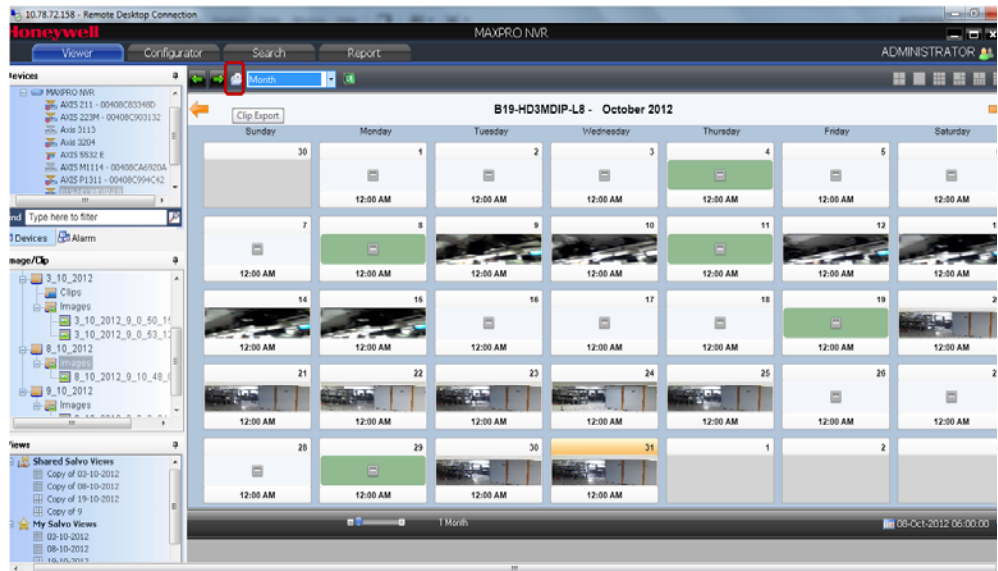 10.78.72.158 - Remote Desktop Connection
Honeywell
MAXPRO NVR
Viewer Configurator Search Report
ADMINISTRATOR
Devices
Month
MAXPRO NVR
AXIS 211 - 00408C83348D
AXIS 223M - 00408C903132
Axis 3113
Axis 3204
AXIS 5532 E
AXIS M1114 - 00408CA6920A
AXIS P1311 - 00408C994C42
Clip Export
B19-HD3MDIP-L8 - October 2012
Sunday Monday Tuesday Wednesday Thursday Friday Saturday
30 1 2 3 4 5
12:00 AM 12:00 AM 12:00 AM 12:00 AM 12:00 AM 12:00 AM
Type here to filter
Devices Alarm
7 8 9 10 11 12
12:00 AM 12:00 AM 12:00 AM 12:00 AM 12:00 AM 12:00 AM 12:00 AM
Image/Clip
3_10_2012
Clips
Images
3_10_2012_9_0_50_15
3_10_2012_9_0_53_12
8_10_2012
Images
8_10_2012_9_10_48_
9_10_2012
Images
14 15 16 17 18 19
12:00 AM 12:00 AM 12:00 AM 12:00 AM 12:00 AM 12:00 AM 12:00 AM
21 22 23 24 25 26
12:00 AM 12:00 AM 12:00 AM 12:00 AM 12:00 AM 12:00 AM 12:00 AM
28 29 30 31 1 2
12:00 AM 12:00 AM 12:00 AM 12:00 AM
Views
Shared Salvo Views
Copy of 03-10-2012
Copy of 08-10-2012
Copy of 19-10-2012
Copy of 9
My Salvo Views
03-10-2012
08-10-2012
19-10-2012
1 Month
08-Oct-2012 06:00:00